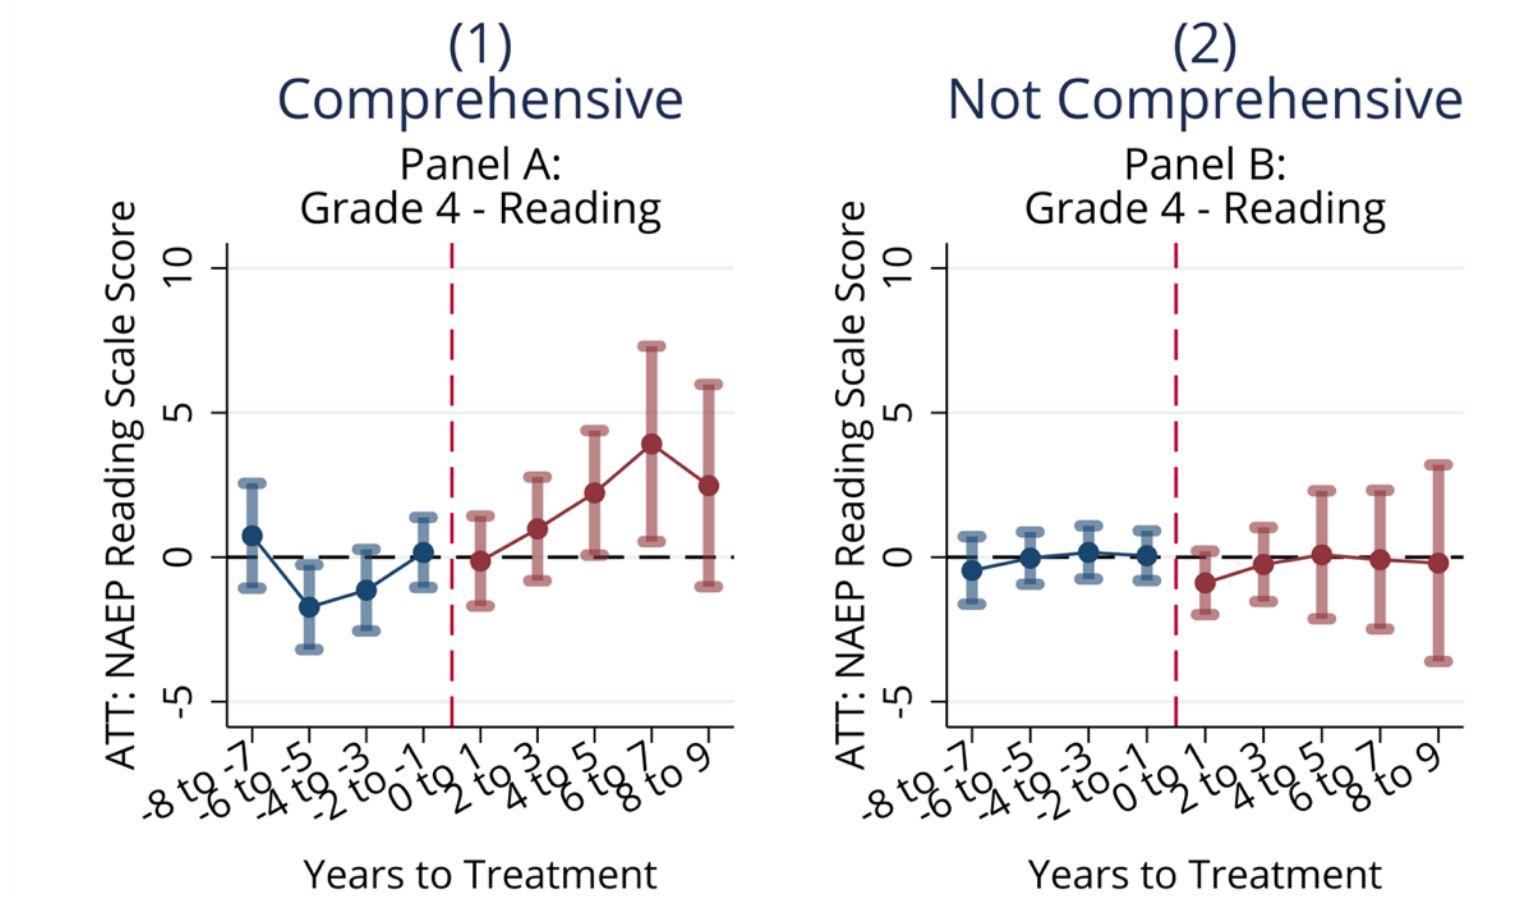 (1)
Comprehensive
Panel A:
Grade 4 - Reading
ATT: NAEP Reading Scale Score
10
5
0
-5
-8 to -7
-6 to -5
-4 to -3
-2 to -1
0 to 1
2 to 3
4 to 5
6 to 7
8 to 9
Years to Treatment
(2)
Not Comprehensive
Panel B:
Grade 4 - Reading
ATT: NAEP Reading Scale Score
10
5
0
-5
-8 to -7
-6 to -5
-4 to -3
-2 to -1
0 to 1
2 to 3
4 to 5
6 to 7
8 to 9
Years to Treatment